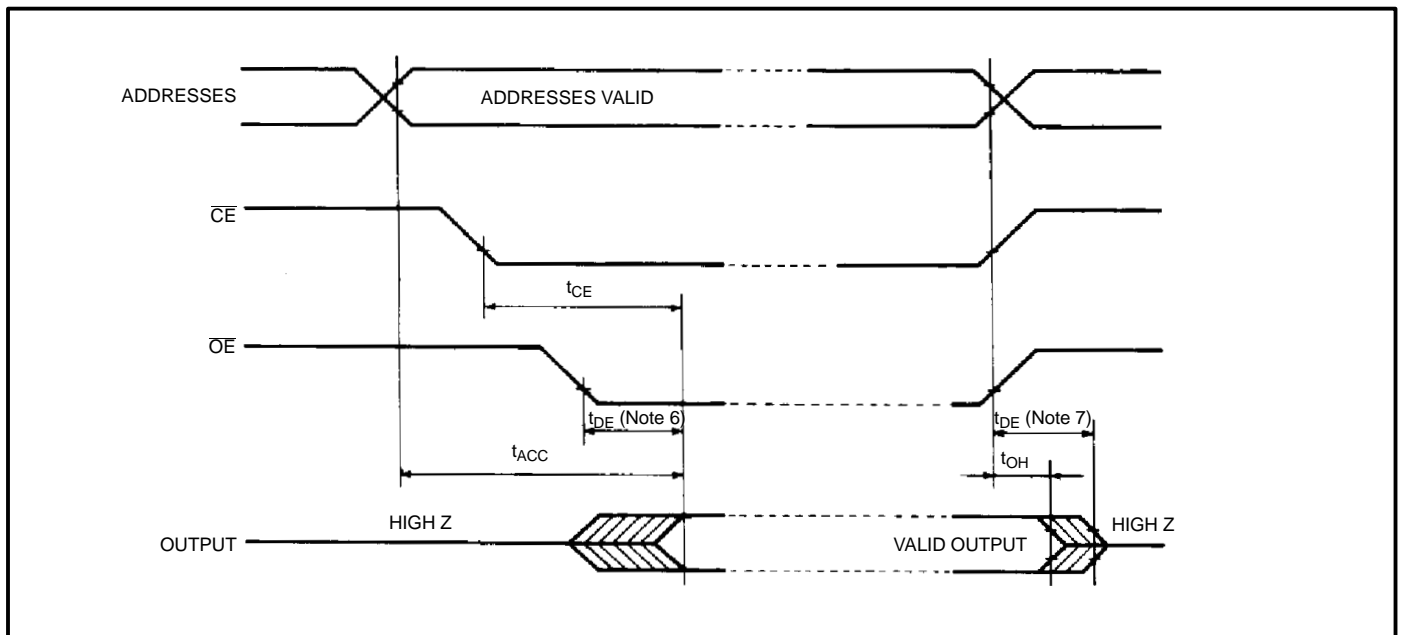 ADDRESSES
ADDRESSES VALID
CE
tCE
OE
tDE (Note 6)
tDE (Note 7)
tACC
tOH
HIGH Z
HIGH Z
OUTPUT
VALID OUTPUT